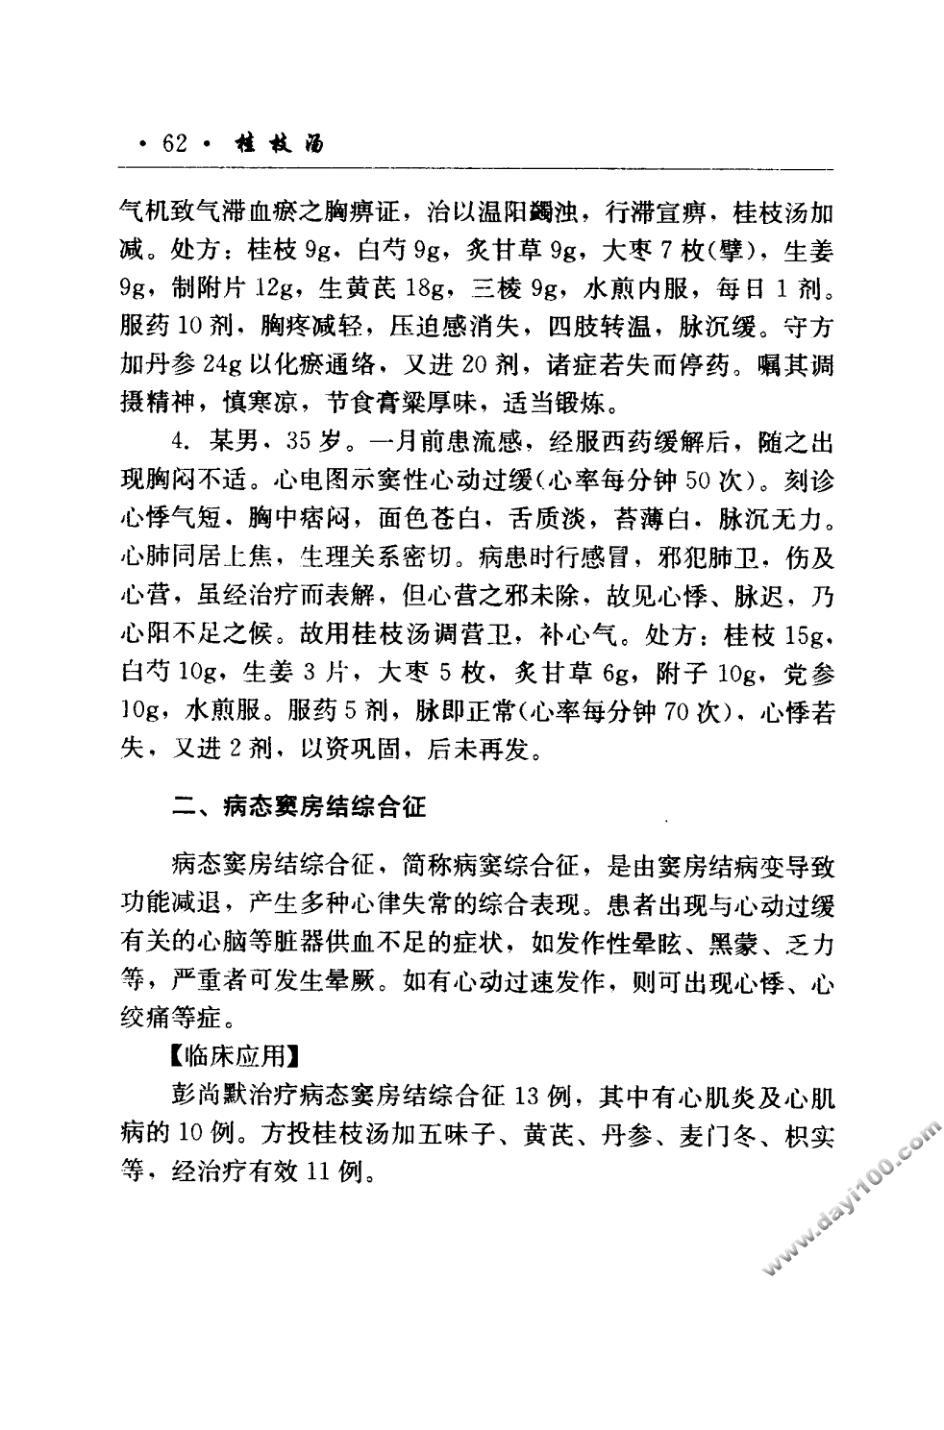 · 62 · 桂枝汤
气机致气滞血瘀之胸痹证，治以温阳蠲浊，行滞宣痹，桂枝汤加
减。处方：桂枝 9g，白芍 9g，炙甘草 9g，大枣 7 枚(擘)，生姜
9g，制附片 12g，生黄芪 18g，三棱 9g，水煎内服，每日 1 剂。
服药 10 剂，胸疼减轻，压迫感消失，四肢转温，脉沉缓。守方
加丹参 24g 以化瘀通络，又进 20 剂，诸症若失而停药。嘱其调
摄精神，慎寒凉，节食膏粱厚味，适当锻炼。
4. 某男，35 岁。一月前患流感，经服西药缓解后，随之出
现胸闷不适。心电图示窦性心动过缓(心率每分钟 50 次)。刻诊
心悸气短，胸中痞闷，面色苍白，舌质淡，苔薄白，脉沉无力。
心肺同居上焦，生理关系密切。病患时行感冒，邪犯肺卫，伤及
心营，虽经治疗而表解，但心营之邪未除，故见心悸、脉迟，乃
心阳不足之候。故用桂枝汤调营卫，补心气。处方：桂枝 15g，
白芍 10g，生姜 3 片，大枣 5 枚，炙甘草 6g，附子 10g，党参
10g，水煎服。服药 5 剂，脉即正常(心率每分钟 70 次)，心悸若
失，又进 2 剂，以资巩固，后未再发。
二、病态窦房结综合征
病态窦房结综合征，简称病窦综合征，是由窦房结病变导致
功能减退，产生多种心律失常的综合表现。患者出现与心动过缓
有关的心脑等脏器供血不足的症状，如发作性晕眩、黑蒙、乏力
等，严重者可发生晕厥。如有心动过速发作，则可出现心悸、心
绞痛等症。
【临床应用】
彭尚默治疗病态窦房结综合征 13 例，其中有心肌炎及心肌
病的 10 例。方投桂枝汤加五味子、黄芪、丹参、麦门冬、枳实
等，经治疗有效 11 例。
www.dayi100.com